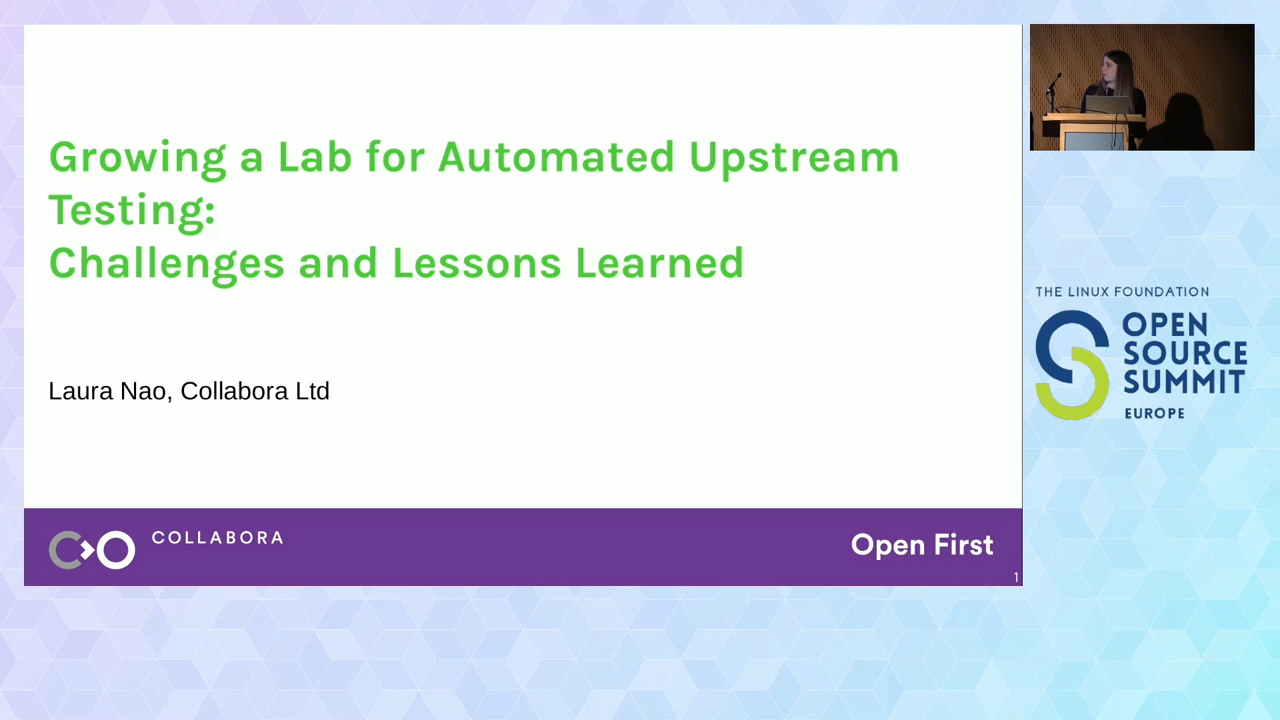 Growing a Lab for Automated Upstream
Testing:
Challenges and Lessons Learned
Laura Nao, Collabora Ltd
COLLABORA
Open First
1
THE LINUX FOUNDATION
OPEN
SOURCE
SUMMIT
EUROPE